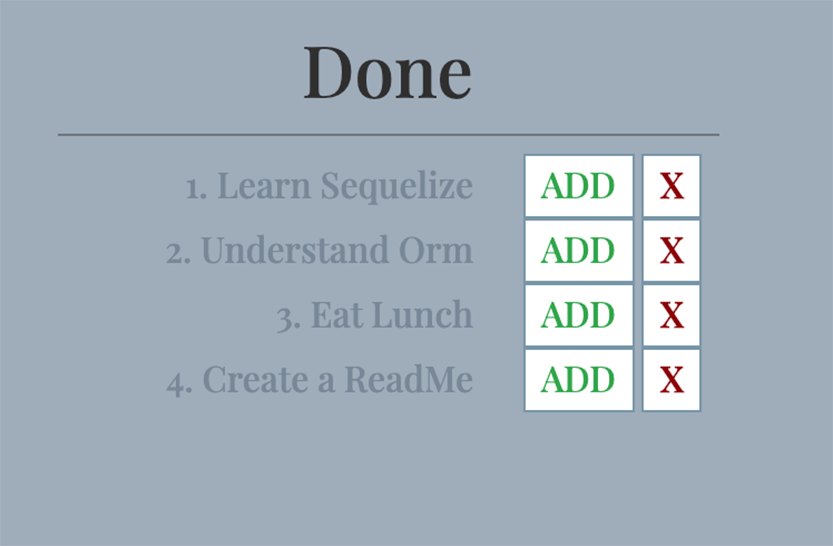 Done
1. Learn Sequelize ADD X
2. Understand Orm ADD X
3. Eat Lunch ADD X
4. Create a ReadMe ADD X